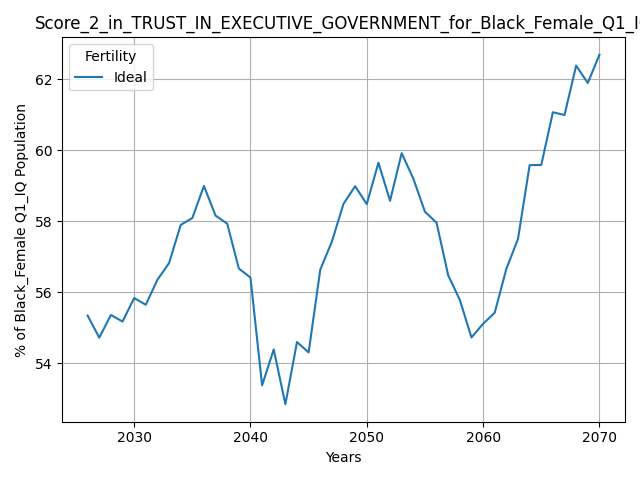 Score_2_in_TRUST_IN_EXECUTIVE_GOVERNMENT_for_Black_Female_Q1_I
Fertility
Ideal
% of Black_Female Q1_IQ Population
62
60
58
56
54
2030 2040 2050 2060 2070
Years